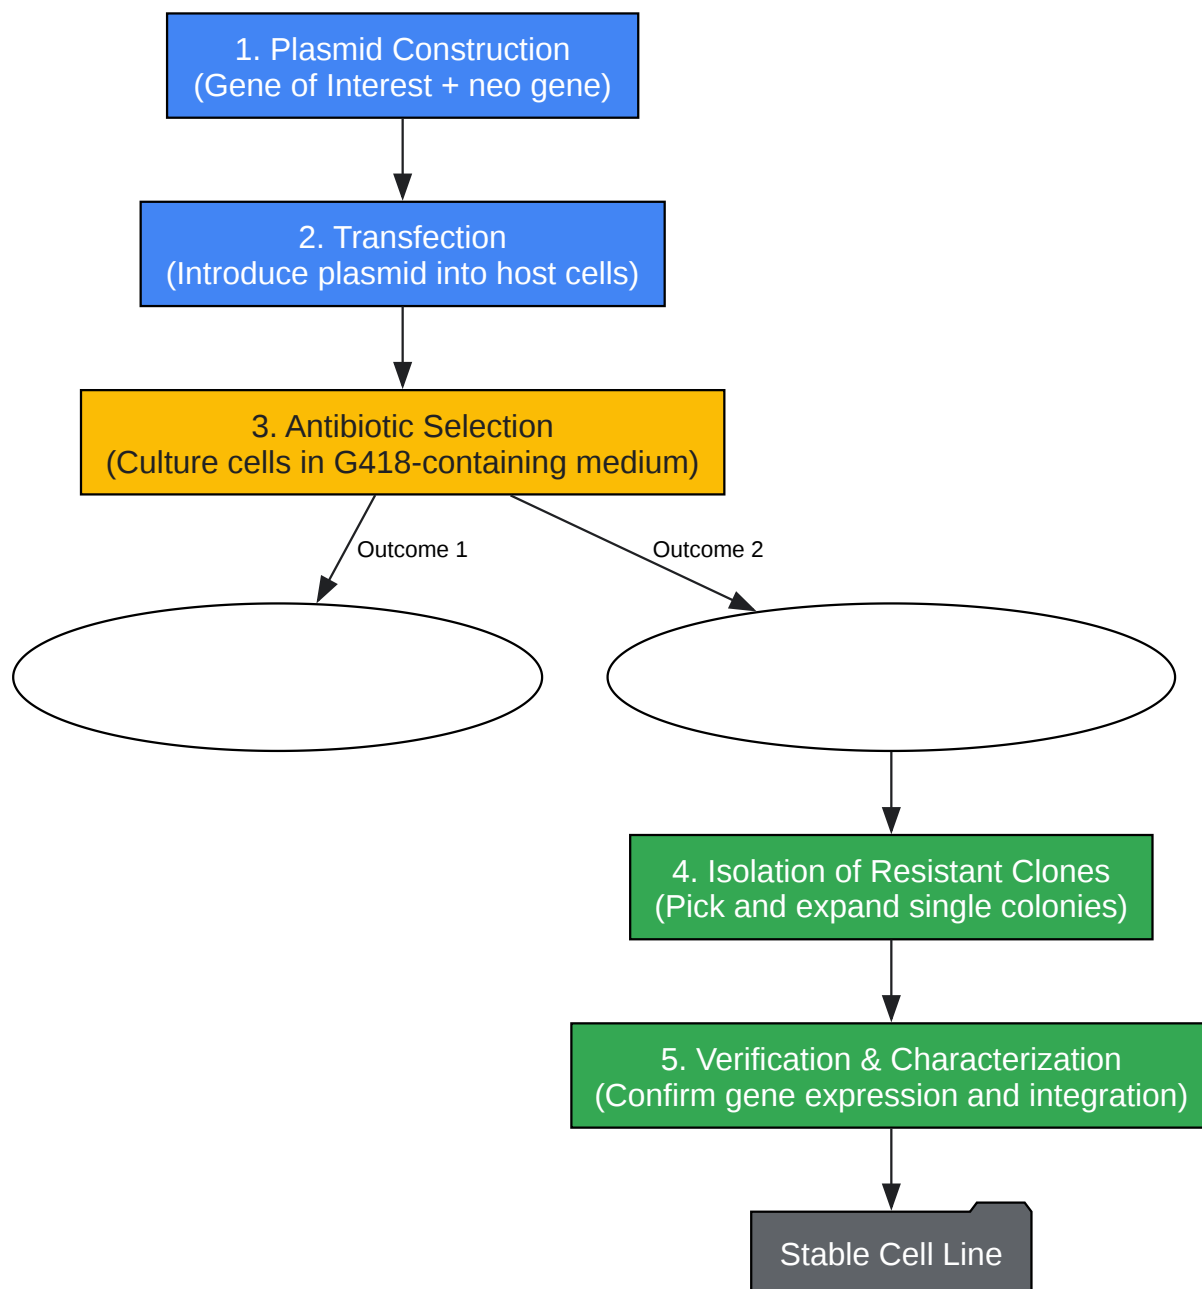 1. Plasmid Construction
(Gene of Interest + neo gene)
2. Transfection
(Introduce plasmid into host cells)
3. Antibiotic Selection
(Culture cells in G418-containing medium)
Outcome 1
Outcome 2
4. Isolation of Resistant Clones
(Pick and expand single colonies)
5. Verification & Characterization
(Confirm gene expression and integration)
Stable Cell Line